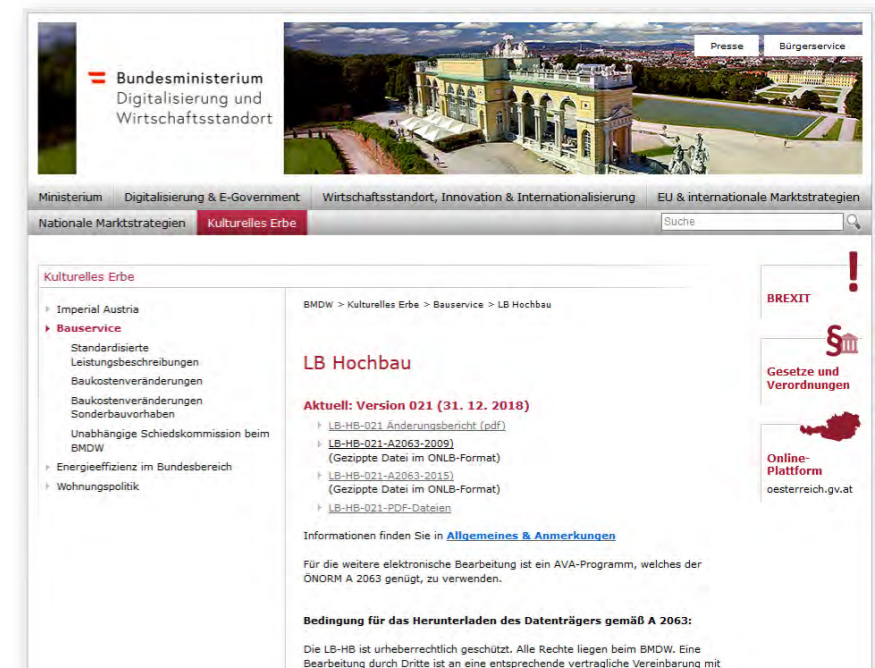 Presse
Bürgerservice
Bundesministerium
Digitalisierung und
Wirtschaftsstandort
Ministerium
Digitalisierung & E-Government
Wirtschaftsstandort, Innovation & Internationalisierung
EU & internationale Marktstrategien
Nationale Marktstrategien
Kulturelles Erbe
Suche
Kulturelles Erbe
Imperial Austria
Bauservice
Standardisierte
Leistungsbeschreibungen
Baukostenveränderungen
Baukostenveränderungen
Sonderbauvorhaben
Unabhängige Schiedskommission beim
BMDW
Energieeffizienz im Bundesbereich
Wohnungspolitik
BMDW > Kulturelles Erbe > Bauservice > LB Hochbau
LB Hochbau
Aktuell: Version 021 (31. 12. 2018)
LB-HB-021 Änderungsbericht (pdf)
LB-HB-021-A2063-2009)
(Gezippte Datei im ONLB-Format)
LB-HB-021-A2063-2015)
(Gezippte Datei im ONLB-Format)
LB-HB-021-PDF-Dateien
Informationen finden Sie in Allgemeines & Anmerkungen
Für die weitere elektronische Bearbeitung ist ein AVA-Programm, welches der
ÖNORM A 2063 genügt, zu verwenden.
Bedingung für das Herunterladen des Datenträgers gemäß A 2063:
Die LB-HB ist urheberrechtlich geschützt. Alle Rechte liegen beim BMDW. Eine
Bearbeitung durch Dritte ist an eine entsprechende vertragliche Vereinbarung mit
BREXIT
Gesetze und
Verordnungen
Online-
Plattform
oesterreich.gv.at